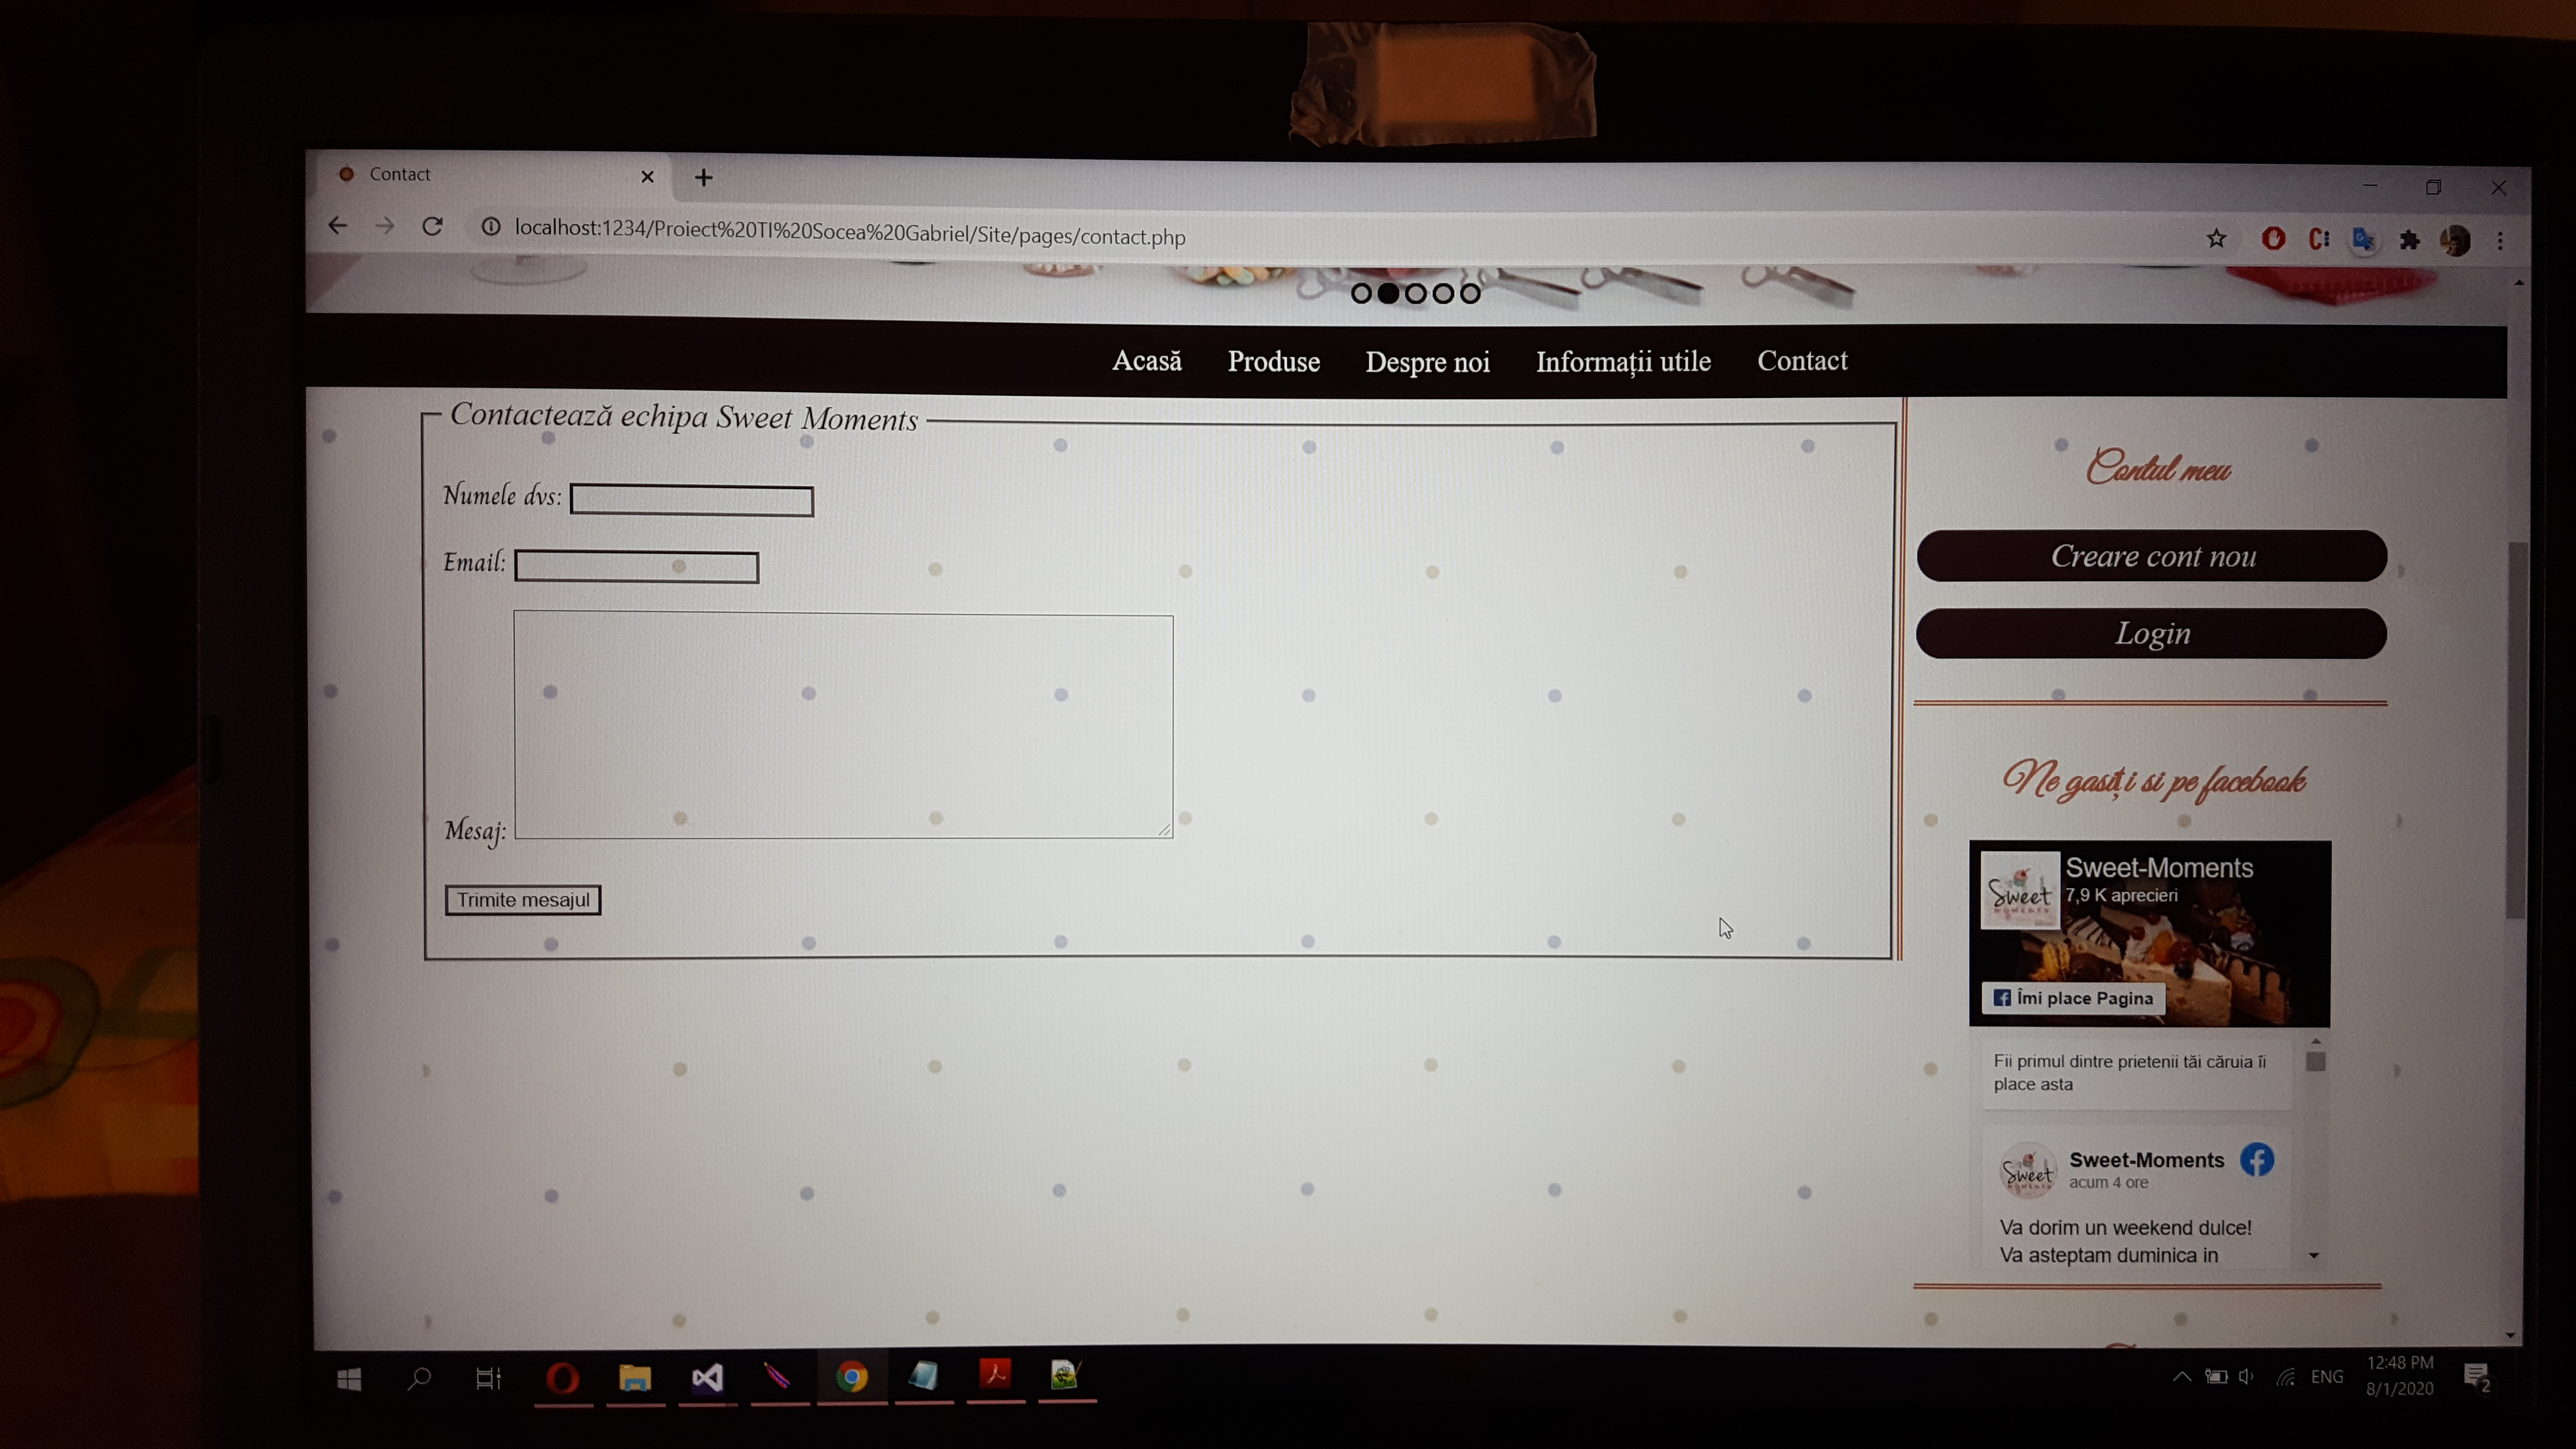 Contact
localhost:1234/Proiect%20TI%20Socea%20Gabriel/Site/pages/contact.php
Acasă Produse Despre noi Informații utile Contact
Contactează echipa Sweet Moments
Numele dvs:
Email:
Mesaj:
Trimite mesajul
Contul meu
Creare cont nou
Login
Ne gasiți si pe facebook
Sweet
Sweet-Moments
7,9 K aprecieri
Îmi place Pagina
Fii primul dintre prietenii tăi căruia îi
place asta
Sweet
Sweet-Moments
acum 4 ore
Va dorim un weekend dulce!
Va asteptam duminica in
ENG
12:48 PM
8/1/2020
2